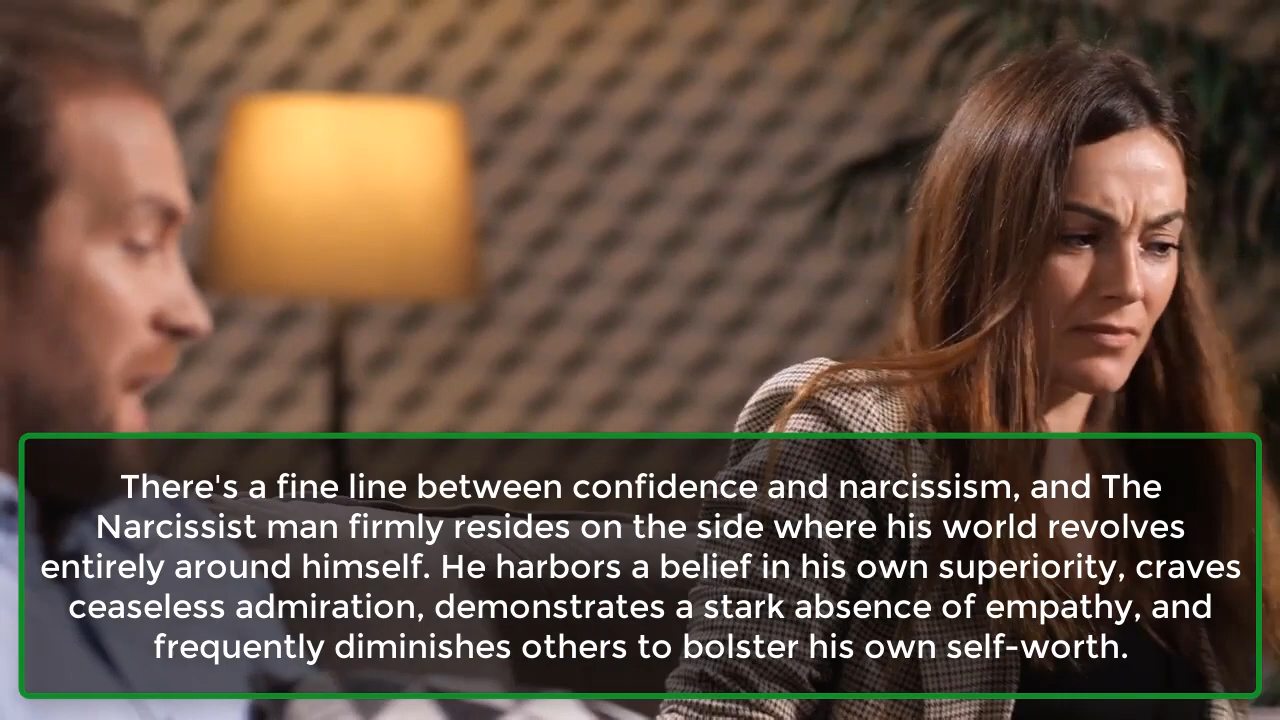 There's a fine line between confidence and narcissism, and The
Narcissist man firmly resides on the side where his world revolves
entirely around himself. He harbors a belief in his own superiority, craves
ceaseless admiration, demonstrates a stark absence of empathy, and
frequently diminishes others to bolster his own self-worth.